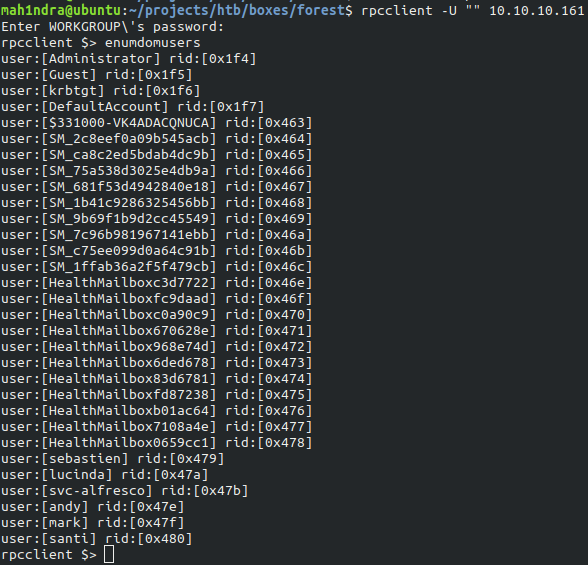 mah1ndra@ubuntu:~/projects/htb/boxes/forest$ rpcclient -U "" 10.10.10.161
Enter WORKGROUP\'s password:
rpcclient $> enumdomusers
user:[Administrator] rid:[0x1f4]
user:[Guest] rid:[0x1f5]
user:[krbtgt] rid:[0x1f6]
user:[DefaultAccount] rid:[0x1f7]
user:[$331000-VK4ADACQNUCA] rid:[0x463]
user:[SM_2c8eef0a09b545acb] rid:[0x464]
user:[SM_ca8c2ed5bdab4dc9b] rid:[0x465]
user:[SM_75a538d3025e4db9a] rid:[0x466]
user:[SM_681f53d4942840e18] rid:[0x467]
user:[SM_1b41c9286325456bb] rid:[0x468]
user:[SM_9b69f1b9d2cc45549] rid:[0x469]
user:[SM_7c96b981967141ebb] rid:[0x46a]
user:[SM_c75ee099d0a64c91b] rid:[0x46b]
user:[SM_1ffab36a2f5f479cb] rid:[0x46c]
user:[HealthMailboxc3d7722] rid:[0x46e]
user:[HealthMailboxfc9daad] rid:[0x46f]
user:[HealthMailboxc0a90c9] rid:[0x470]
user:[HealthMailbox670628e] rid:[0x471]
user:[HealthMailbox968e74d] rid:[0x472]
user:[HealthMailbox6ded678] rid:[0x473]
user:[HealthMailbox83d6781] rid:[0x474]
user:[HealthMailboxfd87238] rid:[0x475]
user:[HealthMailboxb01ac64] rid:[0x476]
user:[HealthMailbox7108a4e] rid:[0x477]
user:[HealthMailbox0659cc1] rid:[0x478]
user:[sebastien] rid:[0x479]
user:[lucinda] rid:[0x47a]
user:[svc-alfresco] rid:[0x47b]
user:[andy] rid:[0x47e]
user:[mark] rid:[0x47f]
user:[santi] rid:[0x480]
rpcclient $>